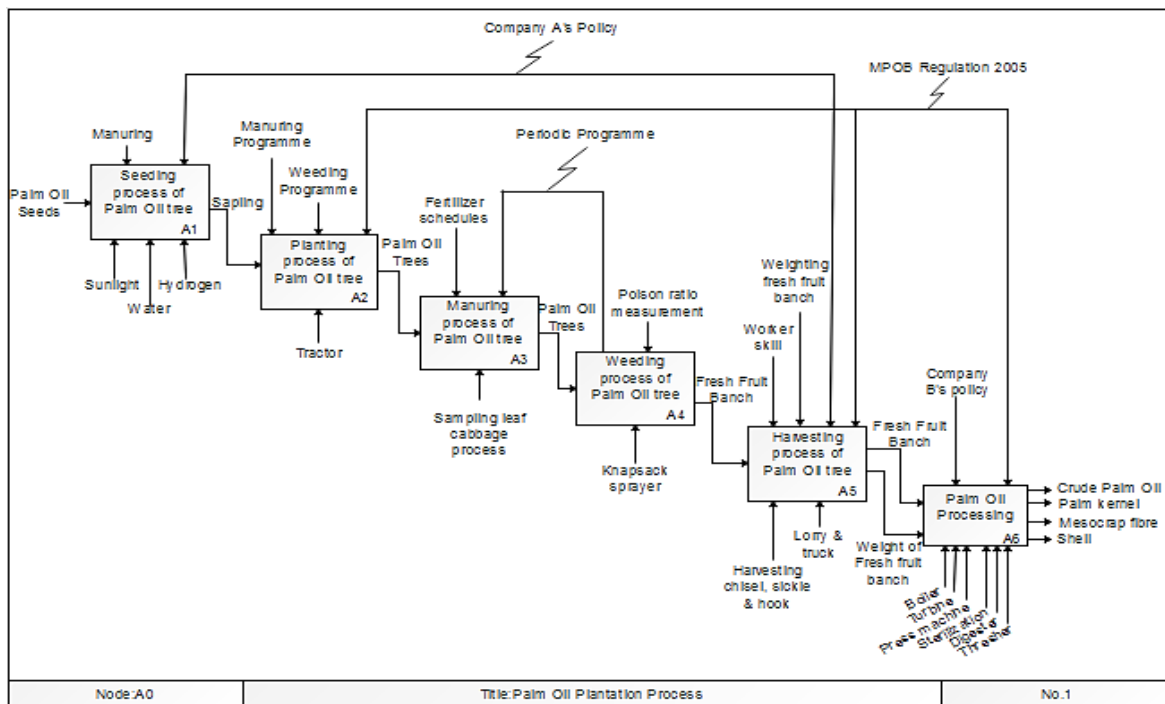 Company A's Policy
MPOB Regulation 2005
Manuring
Manuring
Programme
Periodic Programme
Palm Oil
Seeds
Seeding
process of
Palm Oil tree
A1
Sapling
Weeding
Programme
Fertilizer
schedules
Sunlight
Water
Hydrogen
Planting
process of
Palm Oil tree
A2
Palm Oil
Trees
Tractor
Manuring
process of
Palm Oil tree
A3
Palm Oil
Trees
Sampling leaf
cabbage
process
Poison ratio
measurement
Weeding
process of
Palm Oil tree
A4
Fresh Fruit
Banch
Knapsack
sprayer
Weighting
fresh fruit
banch
Worker
skill
Harvesting
process of
Palm Oil tree
A5
Fresh Fruit
Banch
Weight of
Fresh fruit
banch
Harvesting
chisel, sickle
& hook
Lorry &
truck
Company
B's policy
Palm Oil
Processing
A6
Crude Palm Oil
Palm kernel
Mesocrap fibre
Shell
Boiler
Turbine
Press machine
Sterilization
Digester
Thresher
Node:A0
Title:Palm Oil Plantation Process
No.1